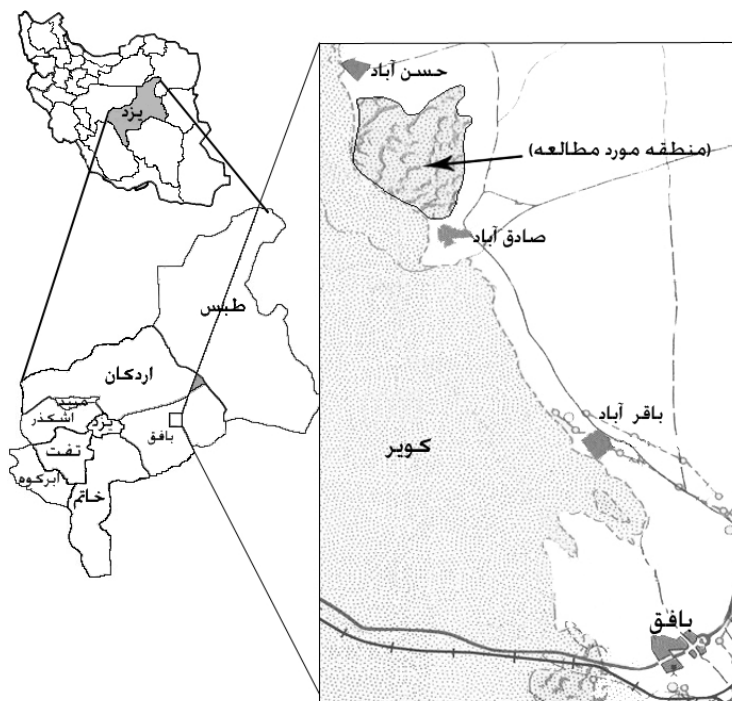 یزد
حسن آباد
(منطقه مورد مطالعه)
صادق آباد
طبس
اردکان
میبد
اشکذر
یزد
بافق
تفت
ابرکوه
خاتم
باقر آباد
کویر
بافق